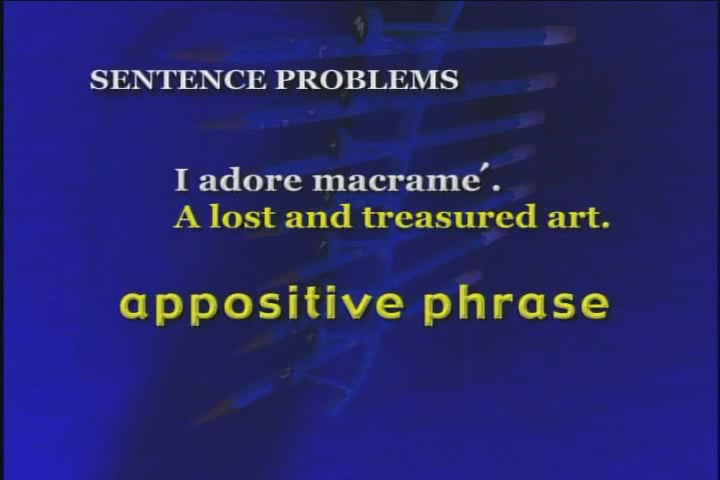 SENTENCE PROBLEMS
I adore macramé.
A lost and treasured art.
appositive phrase